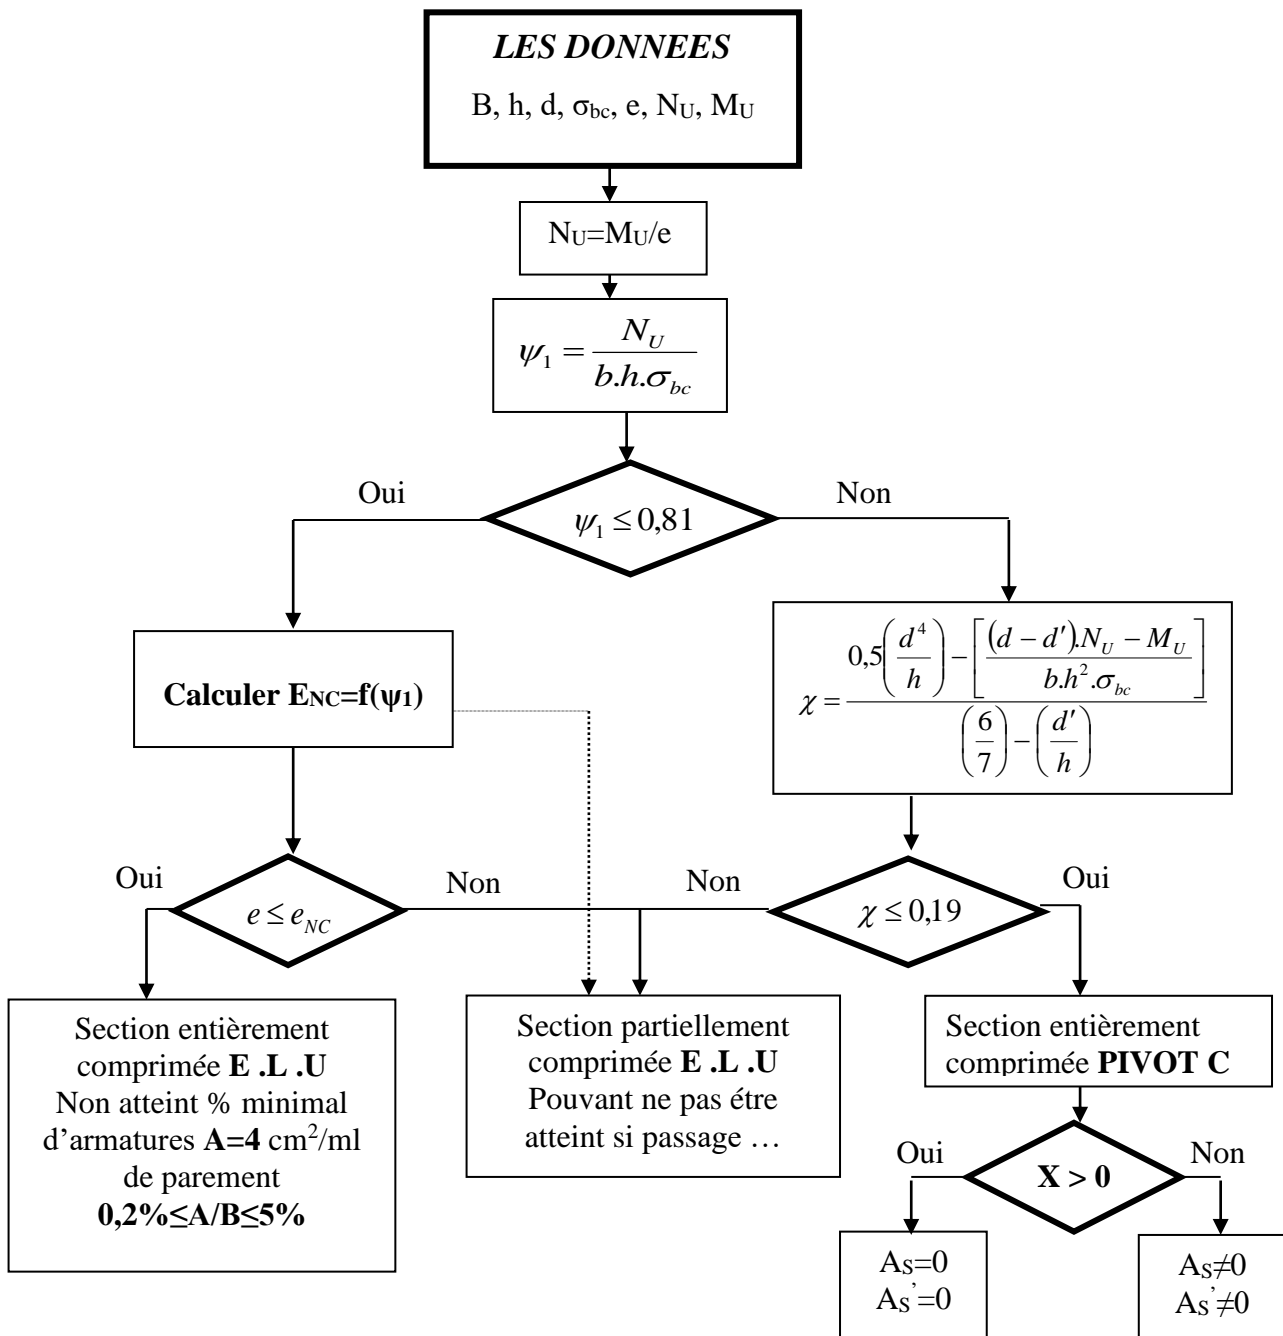 LES DONNEES
B, h, d, σbc, e, NU, MU
NU=MU/e
ψ1 = NU / b.h.σbc
Oui
Non
ψ1 ≤ 0,81
Calculer ENC=f(ψ1)
χ = 0,5(d⁴/h) − [(d − d′).NU − MU / b.h².σbc] / (6/7) − (d′/h)
Oui
Non
Non
Oui
e ≤ eNC
χ ≤ 0,19
Section entièrement
comprimée E .L .U
Non atteint % minimal
d’armatures A=4 cm²/ml
de parement
0,2%≤A/B≤5%
Section partiellement
comprimée E .L .U
Pouvant ne pas étre
atteint si passage …
Section entièrement
comprimée PIVOT C
Oui
Non
X > 0
AS=0
AS’=0
AS≠0
AS’≠0